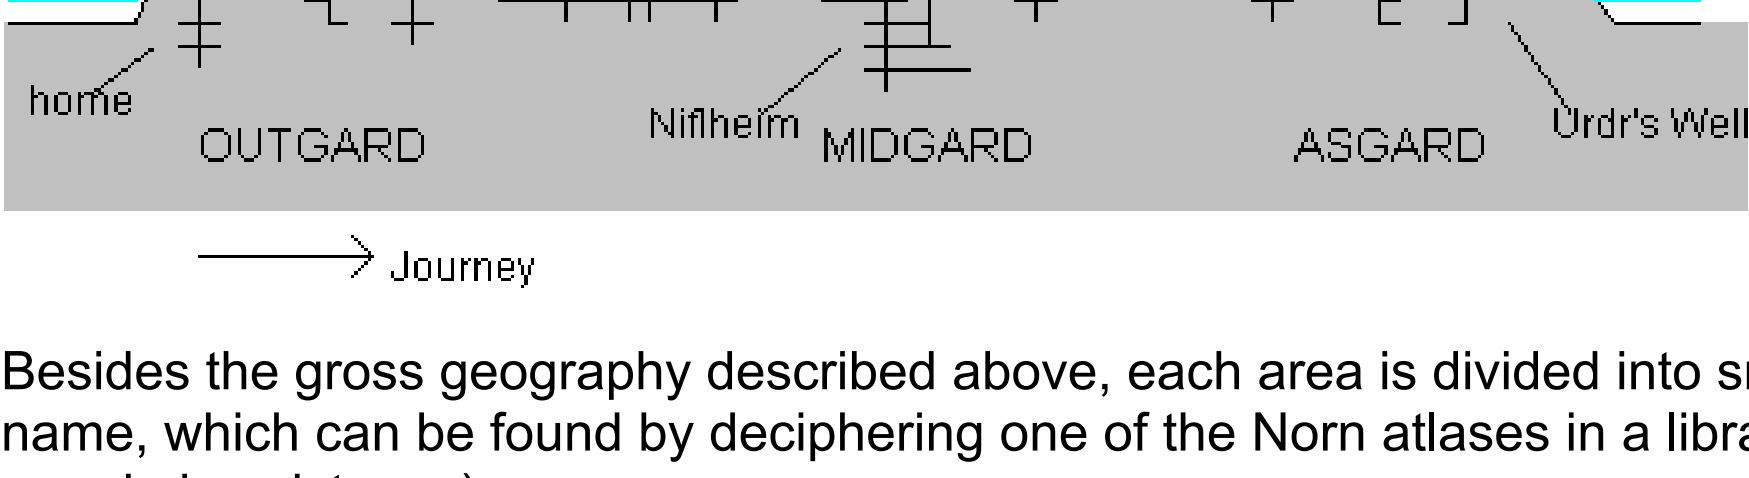 home
Niflheim
Urdr's Well
OUTGARD
MIDGARD
ASGARD
Journey
Besides the gross geography described above, each area is divided into
name, which can be found by deciphering one of the Norn atlases in a